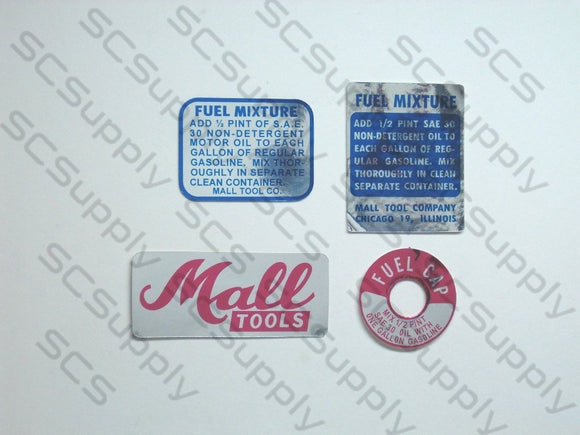 FUEL MIXTURE
ADD ½ PINT OF S.A.E.
30 NON-DETERGENT
MOTOR OIL TO EACH
GALLON OF REGULAR
GASOLINE. MIX THOR-
OUGHLY IN SEPARATE
CLEAN CONTAINER.
MALL TOOL CO.
FUEL MIXTURE
ADD 1/2 PINT SAE 30
NON-DETERGENT OIL TO
EACH GALLON OF REG-
ULAR GASOLINE. MIX
THOROUGHLY IN CLEAN
SEPARATE CONTAINER.
MALL TOOL COMPANY
CHICAGO 19, ILLINOIS
Mall
TOOLS
FUEL CAP
MIX 1/2 PINT
SAE 30 OIL WITH
ONE GALLON GASOLINE
SCSupply